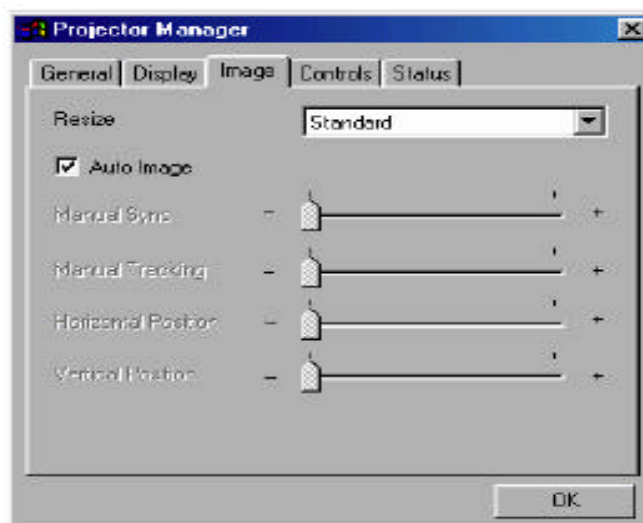 Projector Manager
General Display Image Controls Status
Resize Standard
Auto Image
Manual Sync - +
Manual Tracking - +
Horizontal Position - +
Vertical Position - +
OK